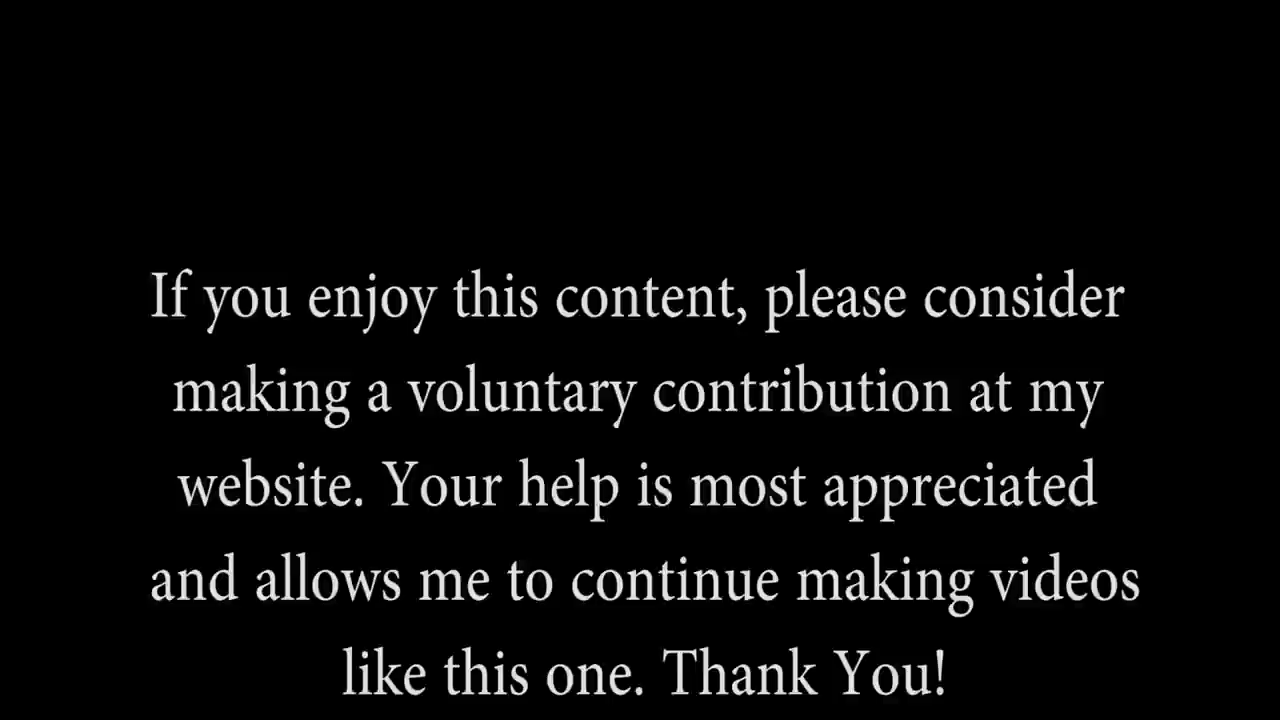 If you enjoy this content, please consider
making a voluntary contribution at my
website. Your help is most appreciated
and allows me to continue making videos
like this one. Thank You!